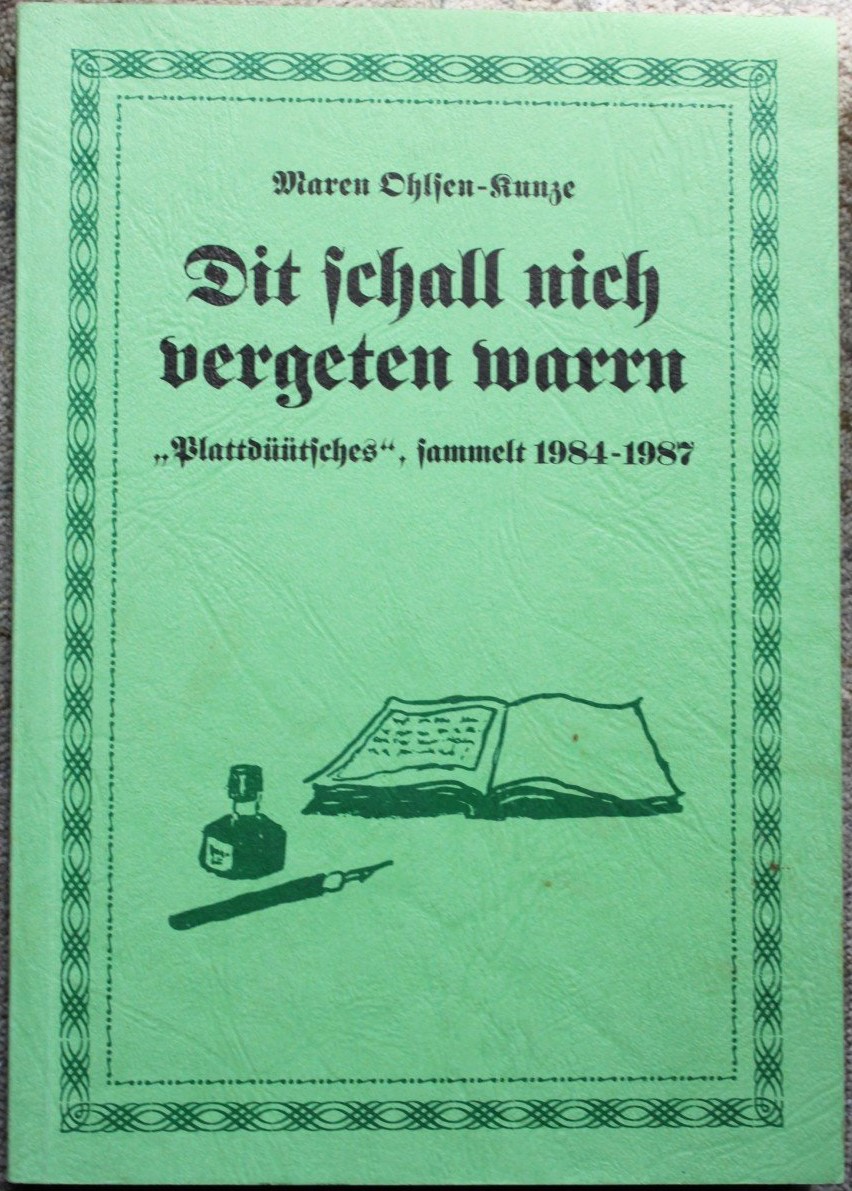 Maren Ohlsen-Kunze
Dit schall nich
vergeten warrn
„Plattdüütsches“, sammelt 1984-1987